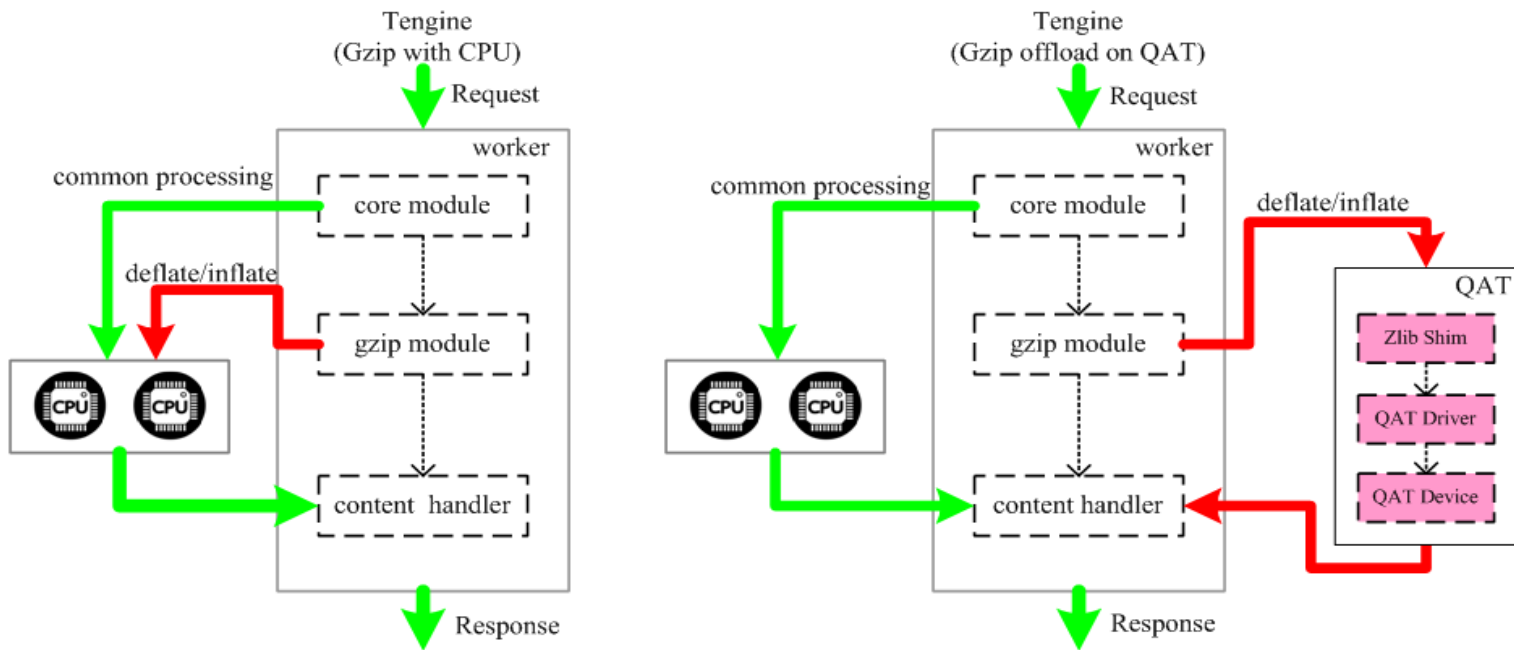 Tengine
(Gzip with CPU)
Request
worker
common processing
core module
deflate/inflate
gzip module
CPU
CPU
content handler
Response
Tengine
(Gzip offload on QAT)
Request
worker
common processing
core module
deflate/inflate
QAT
gzip module
Zlib Shim
CPU
CPU
QAT Driver
content handler
QAT Device
Response